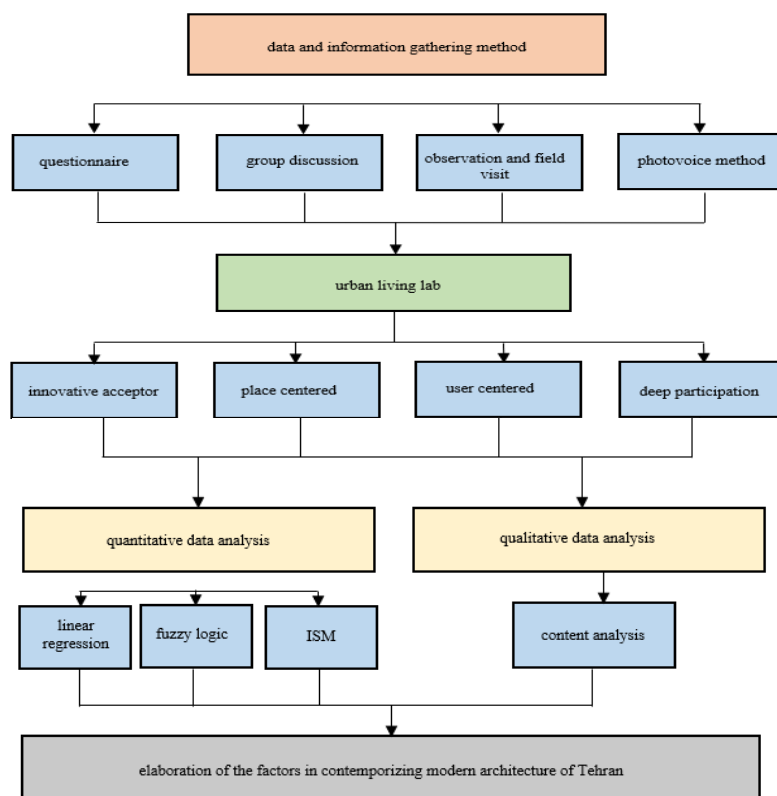 data and information gathering method
questionnaire
group discussion
observation and field
visit
photovoice method
urban living lab
innovative acceptor
place centered
user centered
deep participation
quantitative data analysis
qualitative data analysis
linear
regression
fuzzy logic
ISM
content analysis
elaboration of the factors in contemporizing modern architecture of Tehran